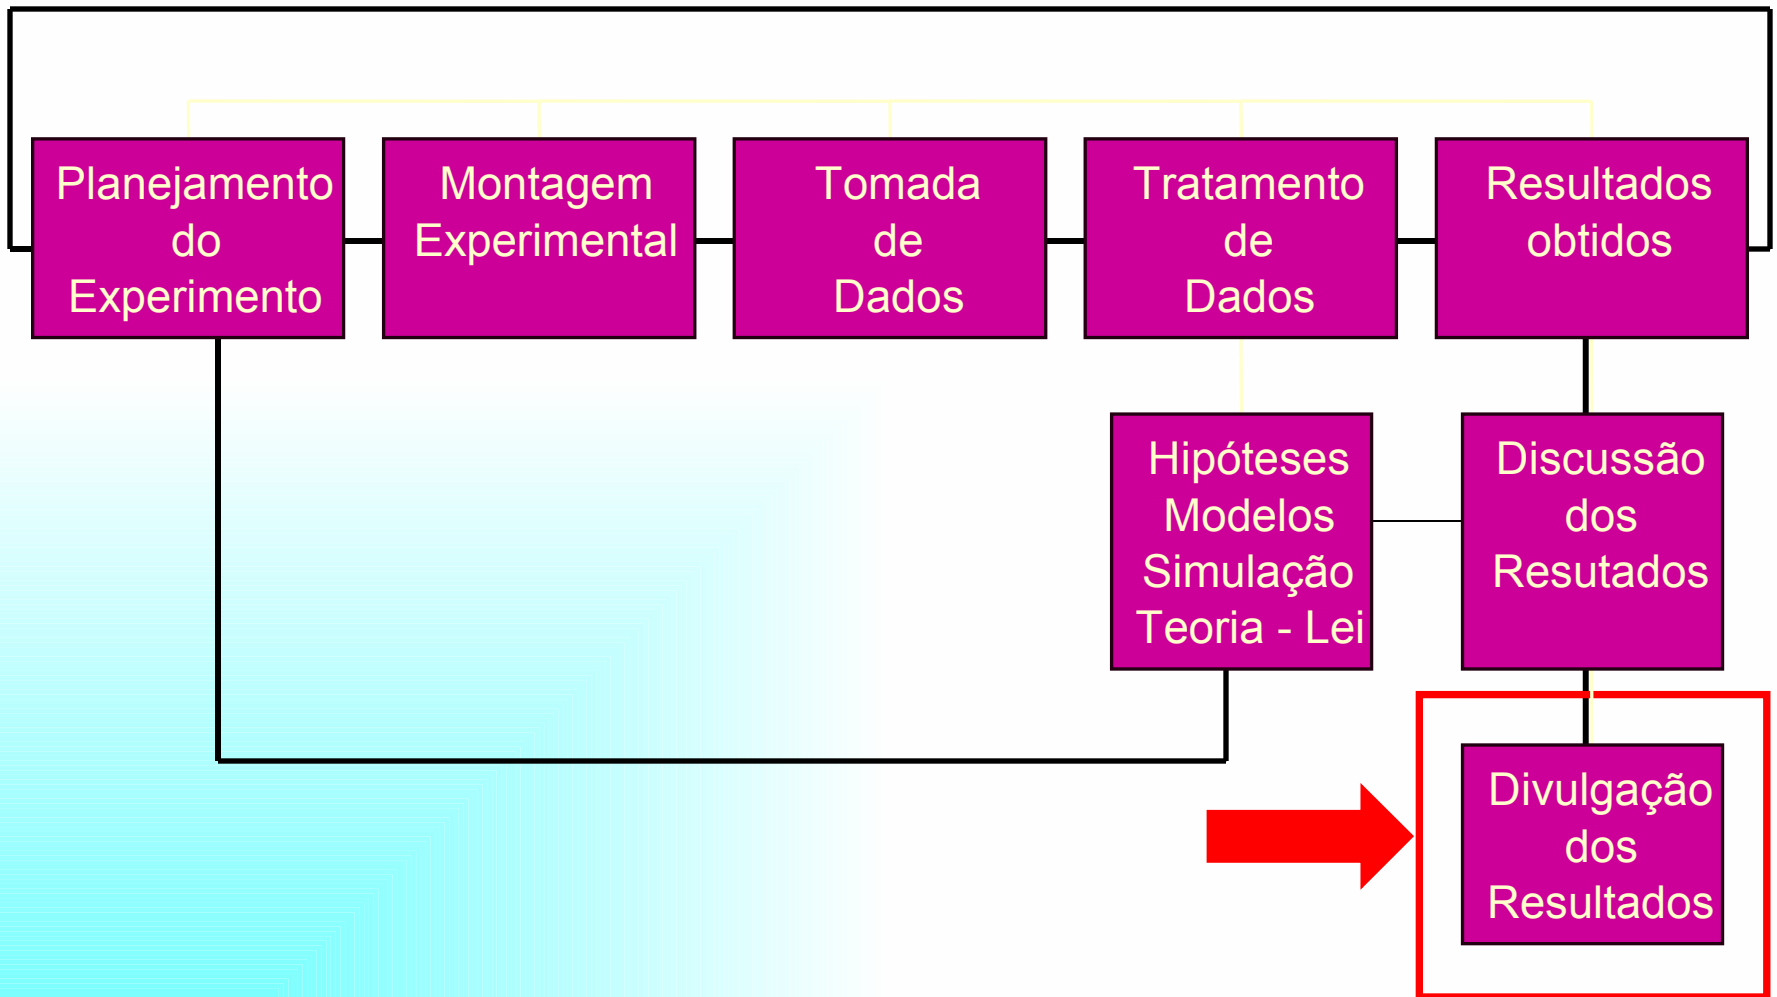 Planejamento
do
Experimento
Montagem
Experimental
Tomada
de
Dados
Tratamento
de
Dados
Resultados
obtidos
Hipóteses
Modelos
Simulação
Teoria - Lei
Discussão
dos
Resutados
Divulgação
dos
Resultados